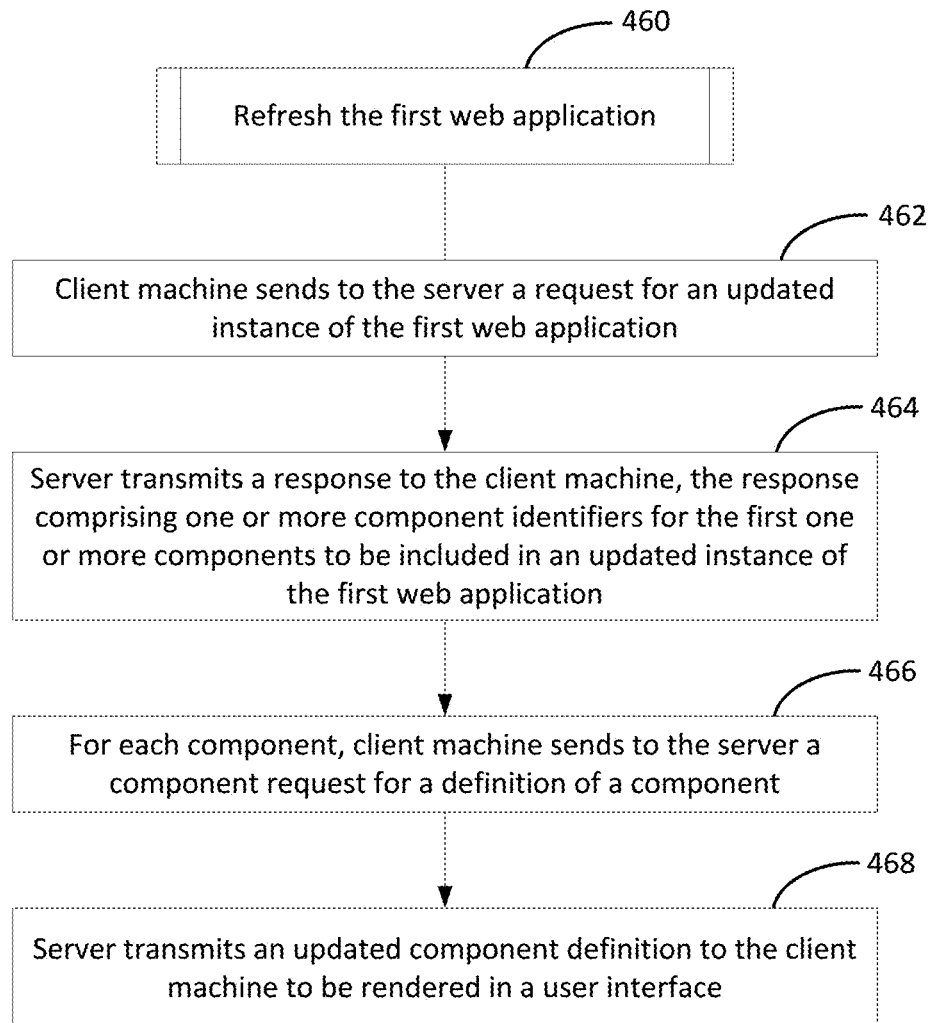 460
Refresh the first web application
462
Client machine sends to the server a request for an updated
instance of the first web application
464
Server transmits a response to the client machine, the response
comprising one or more component identifiers for the first one
or more components to be included in an updated instance of
the first web application
466
For each component, client machine sends to the server a
component request for a definition of a component
468
Server transmits an updated component definition to the client
machine to be rendered in a user interface